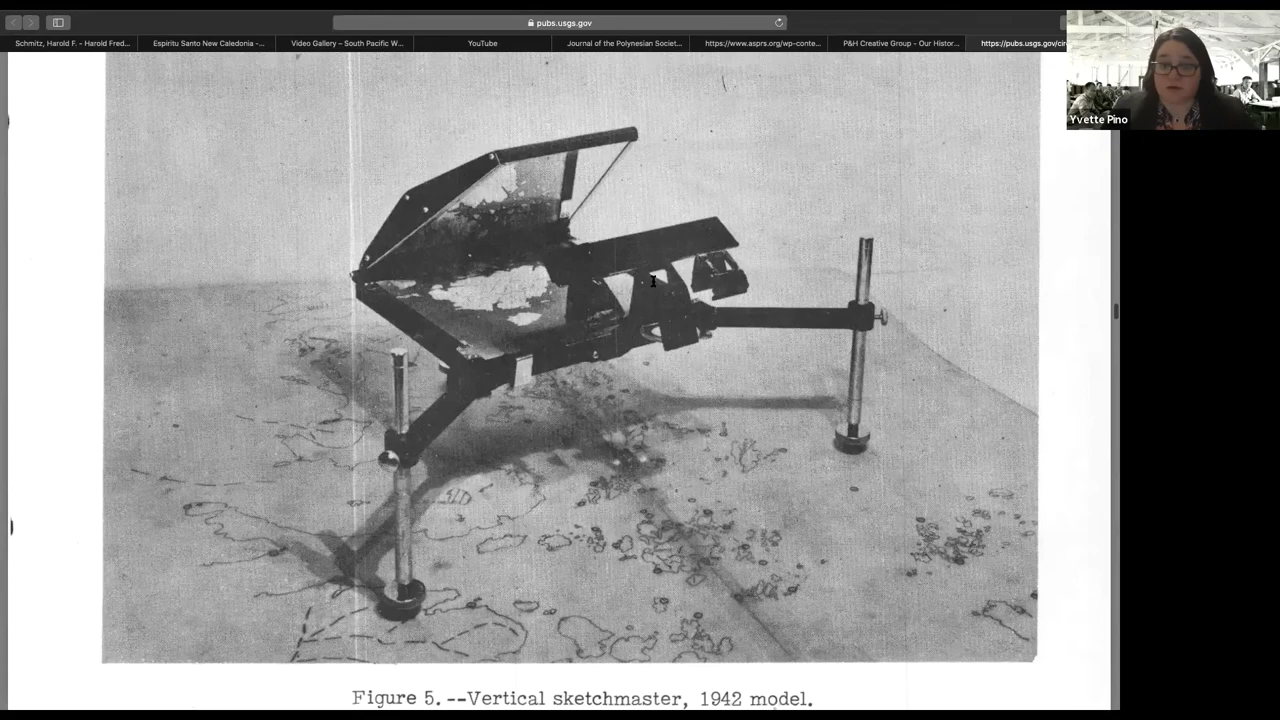 pubs.usgs.gov
Schmitz, Harold F. - Harold Fred...
Espiritu Santo New Caledonia -...
Video Gallery – South Pacific W...
YouTube
Journal of the Polynesian Societ...
https://www.asprs.org/wp-conte...
P&H Creative Group - Our Histor...
https://pubs.usgs.gov/cir
Yvette Pino
Figure 5.--Vertical sketchmaster, 1942 model.